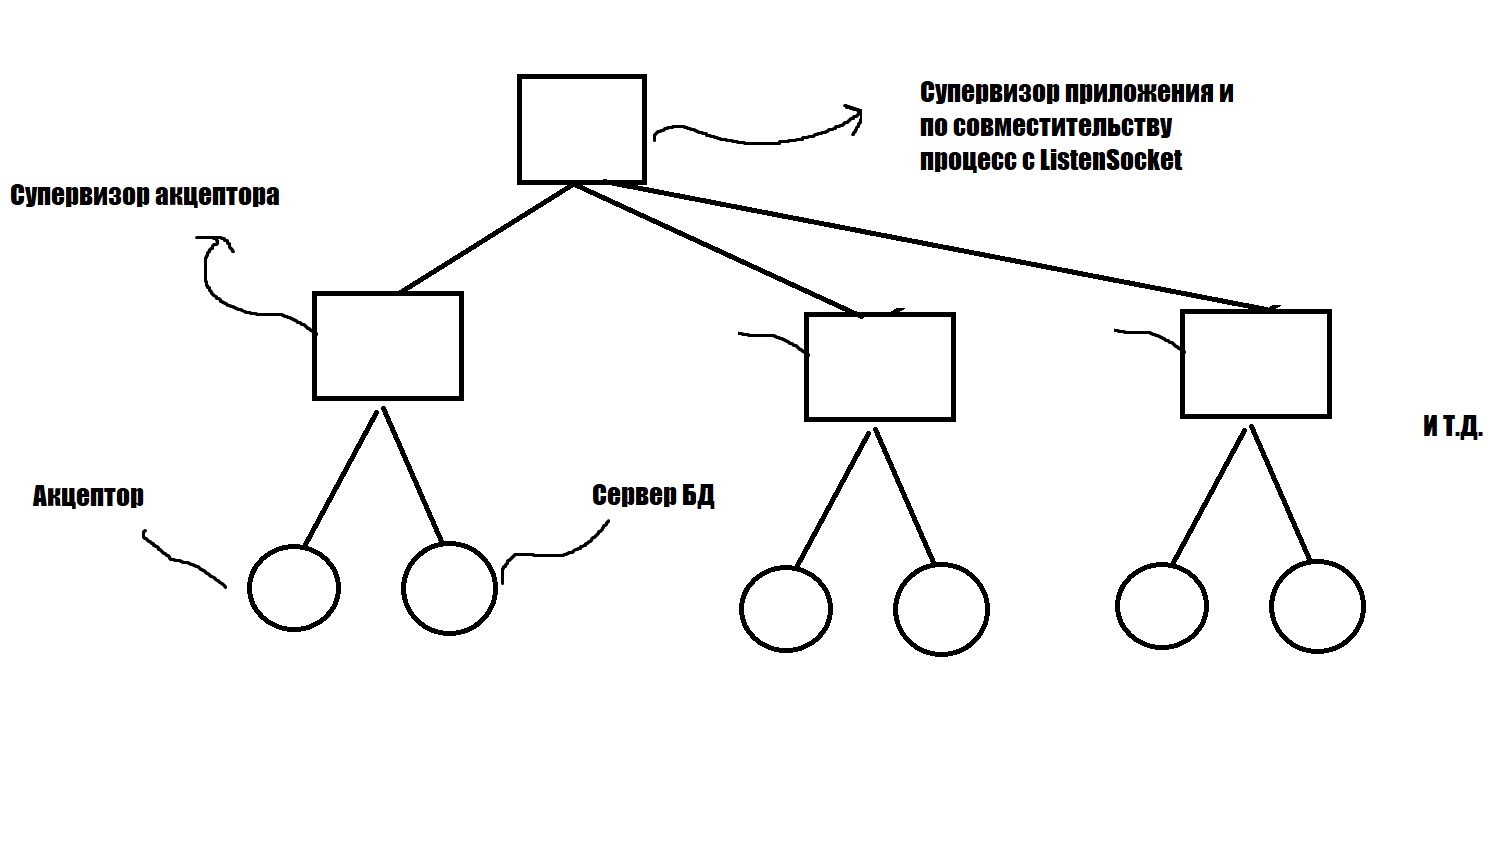 Супервизор приложения и
по совместительству
процесс с ListenSocket
Супервизор акцептора
И Т.Д.
Акцептор
Сервер БД